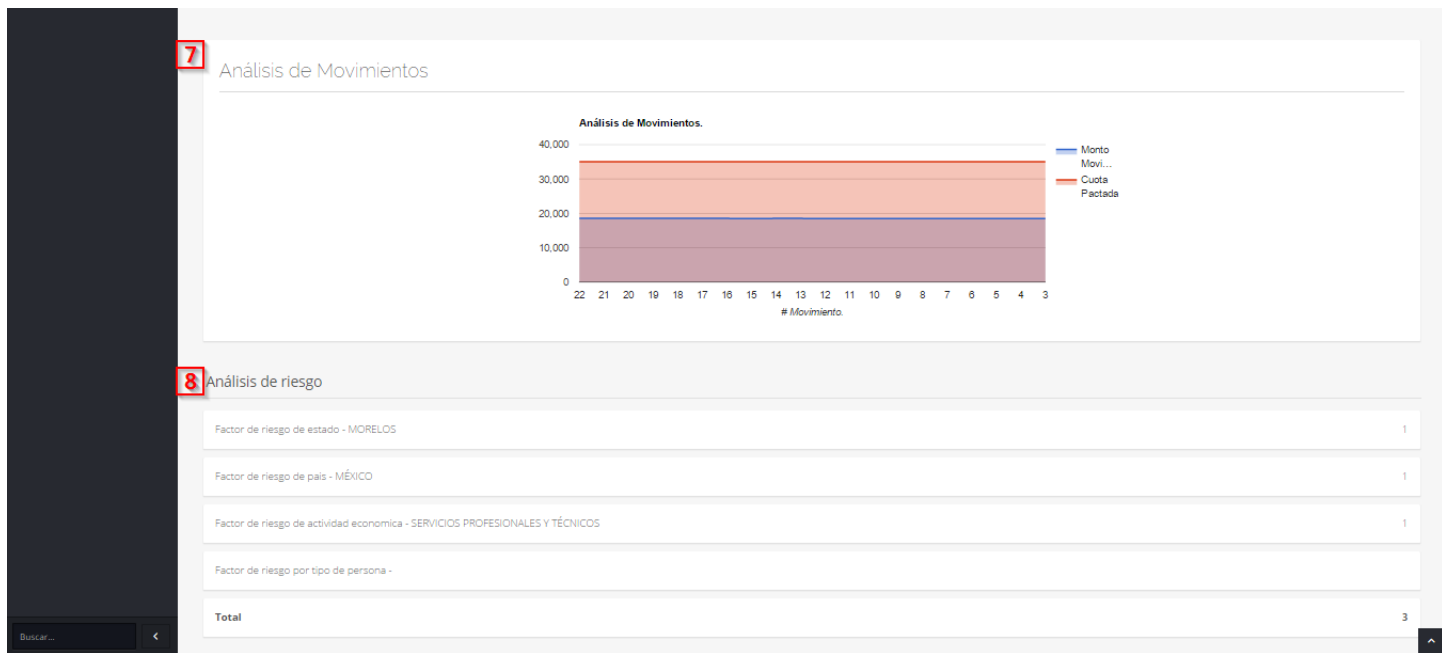 7
Análisis de Movimientos
Análisis de Movimientos.
40,000
30,000
20,000
10,000
0
22 21 20 19 18 17 16 15 14 13 12 11 10 9 8 7 6 5 4 3
# Movimiento.
Monto
Movi...
Cuota
Pactada
8
Análisis de riesgo
Factor de riesgo de estado - MORELOS 1
Factor de riesgo de pais - MÉXICO 1
Factor de riesgo de actividad economica - SERVICIOS PROFESIONALES Y TÉCNICOS 1
Factor de riesgo por tipo de persona -
Total 3
Buscar...